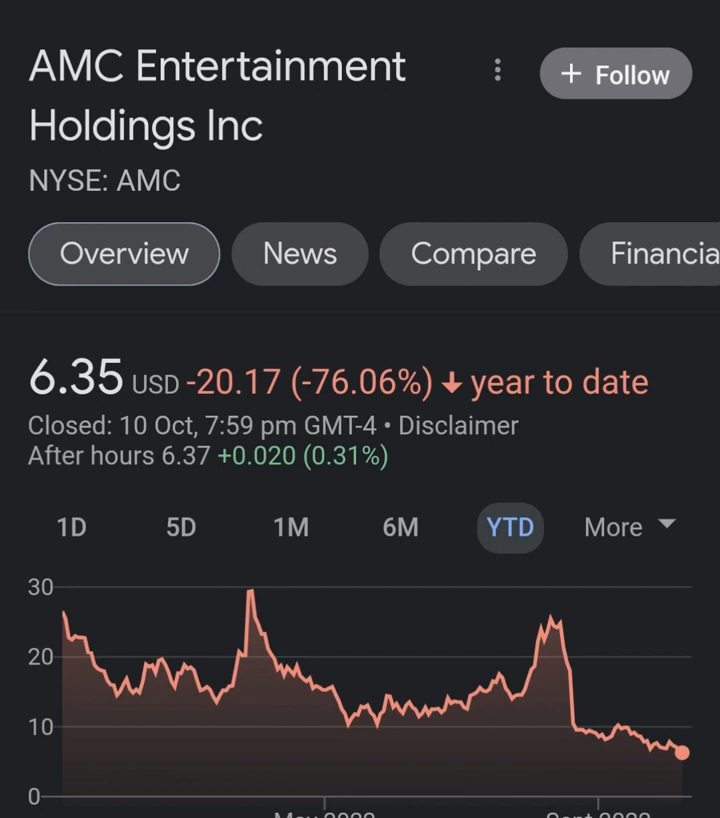 AMC Entertainment
Holdings Inc
+ Follow
NYSE: AMC
Overview
News
Compare
Financia
6.35 USD -20.17 (-76.06%) ↓ year to date
Closed: 10 Oct, 7:59 pm GMT-4 • Disclaimer
After hours 6.37 +0.020 (0.31%)
1D
5D
1M
6M
YTD
More
30
20
10
0